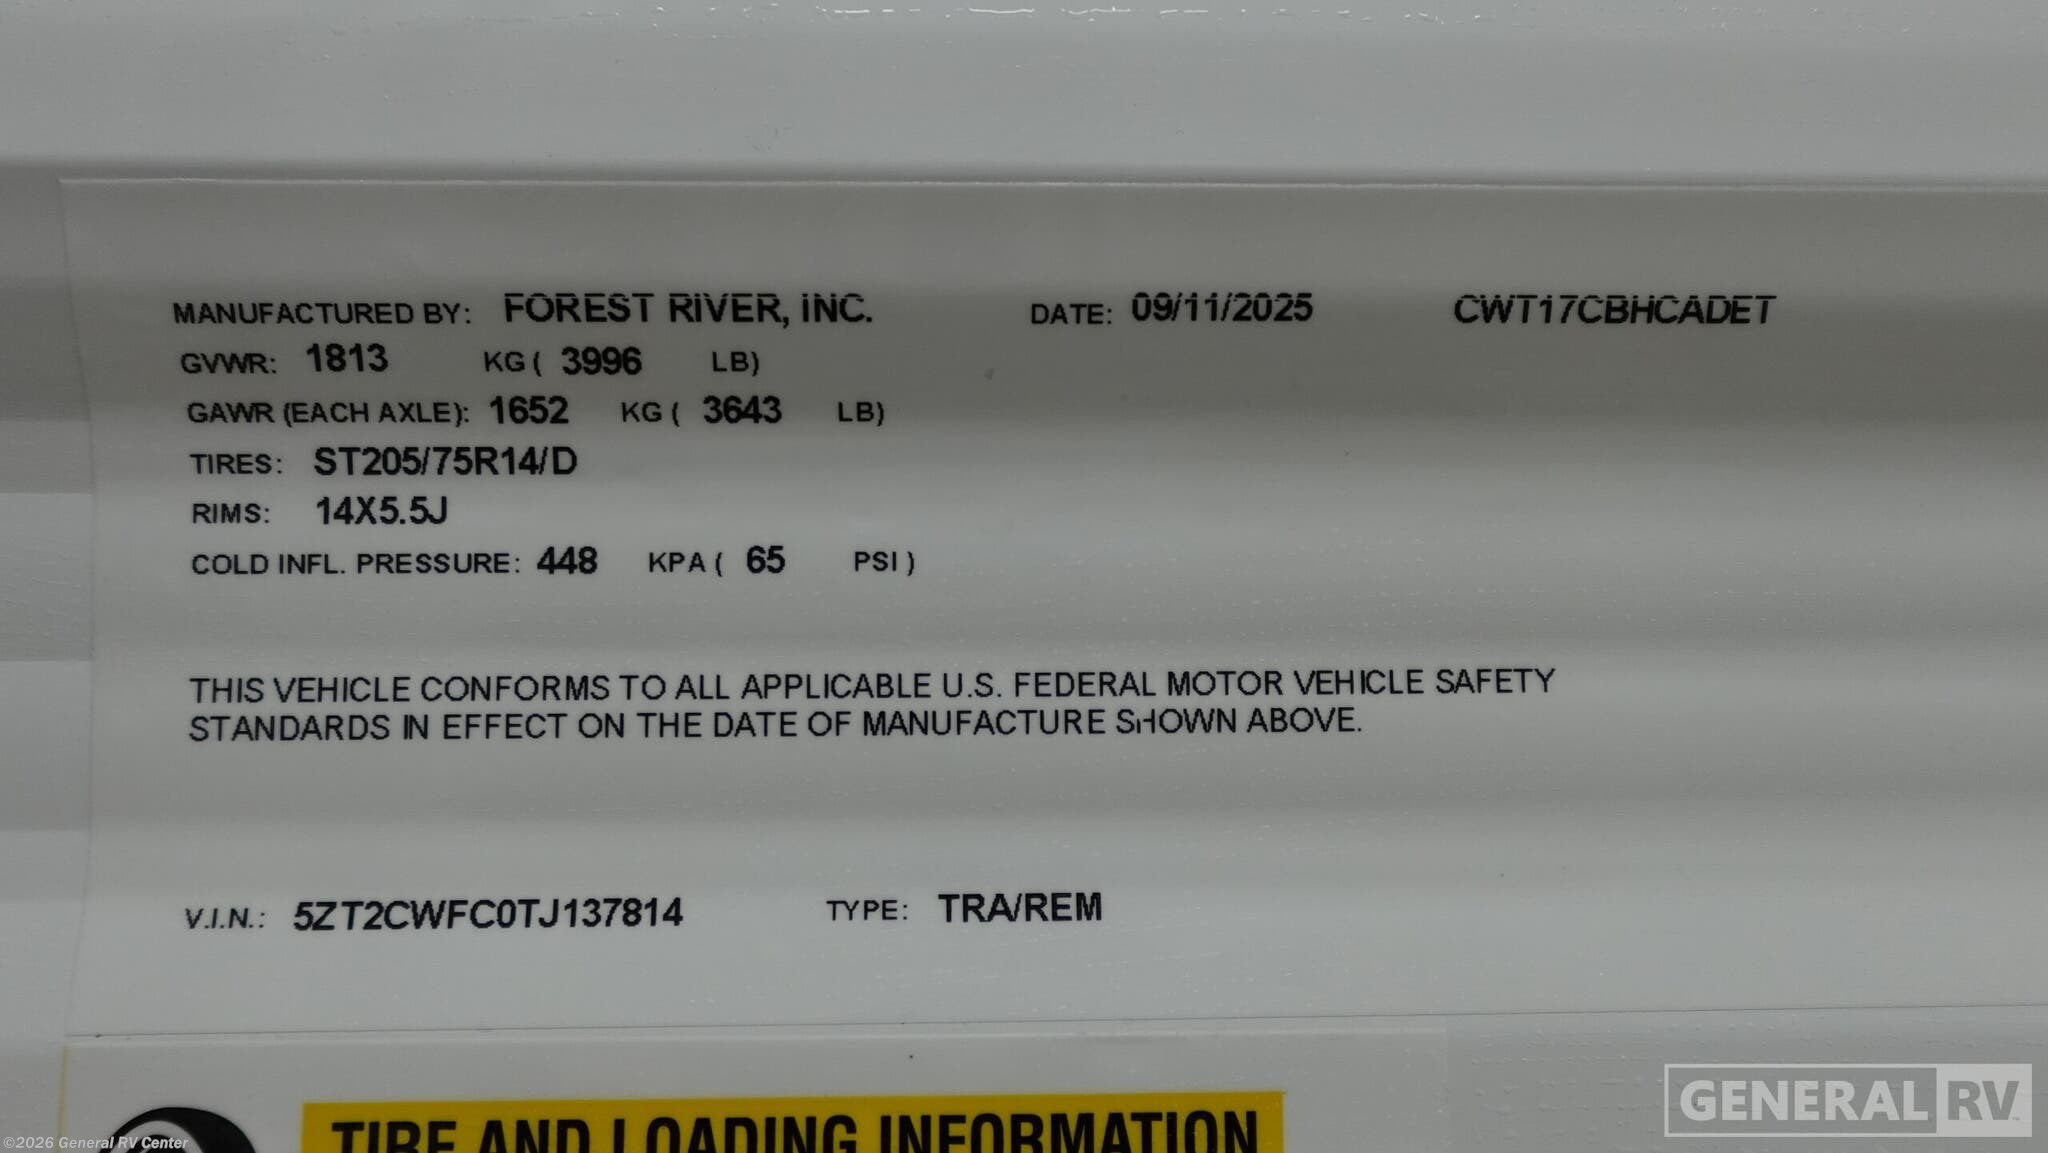 MANUFACTURED BY: FOREST RIVER, INC. DATE: 09/11/2025 CWT17CBHCADET
GVWR: 1813 KG ( 3996 LB)
GAWR (EACH AXLE): 1652 KG ( 3643 LB)
TIRES: ST205/75R14/D
RIMS: 14X5.5J
COLD INFL. PRESSURE: 448 KPA ( 65 PSI )
THIS VEHICLE CONFORMS TO ALL APPLICABLE U.S. FEDERAL MOTOR VEHICLE SAFETY
STANDARDS IN EFFECT ON THE DATE OF MANUFACTURE SHOWN ABOVE.
V.I.N.: 5ZT2CWFC0TJ137814 TYPE: TRA/REM
TIRE AND LOADING INFORMATION
GENERAL RV
©2026 General RV Center